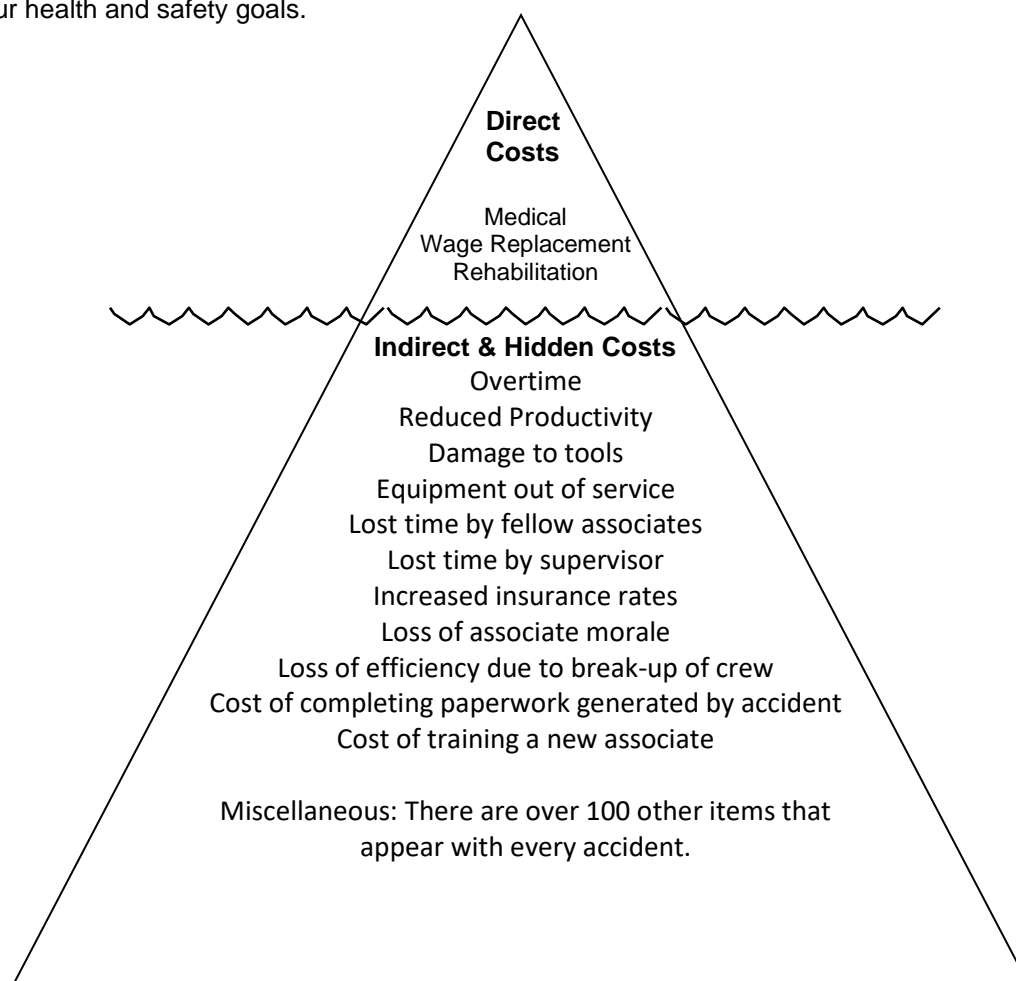 ur health and safety goals.
Direct
Costs
Medical
Wage Replacement
Rehabilitation
Indirect & Hidden Costs
Overtime
Reduced Productivity
Damage to tools
Equipment out of service
Lost time by fellow associates
Lost time by supervisor
Increased insurance rates
Loss of associate morale
Loss of efficiency due to break-up of crew
Cost of completing paperwork generated by accident
Cost of training a new associate
Miscellaneous: There are over 100 other items that
appear with every accident.